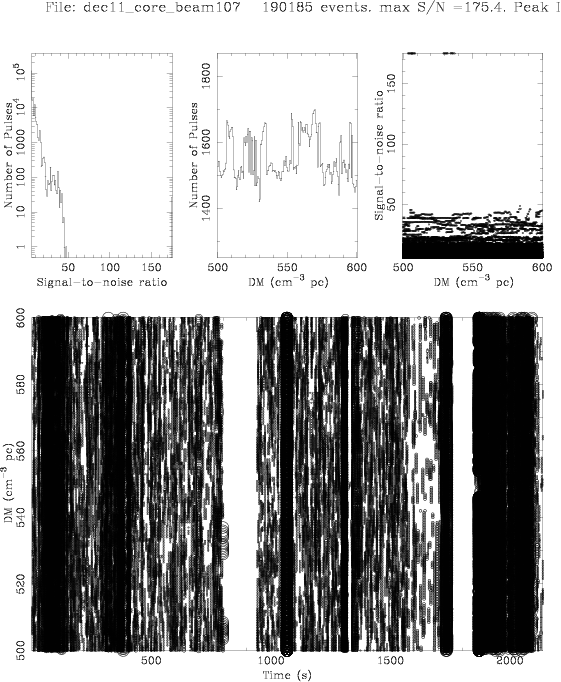 File: dec11_core_beam107 190185 events. max S/N =175.4. Peak I
Number of Pulses
10^5
10^4
1000
100
10
1
50 100 150
Signal-to-noise ratio
Number of Pulses
1800
1600
1400
500 550 600
DM (cm^-3 pc)
Signal-to-noise ratio
150
100
50
500 550 600
DM (cm^-3 pc)
DM (cm^-3 pc)
600
580
560
540
520
500
500 1000 1500 2000
Time (s)